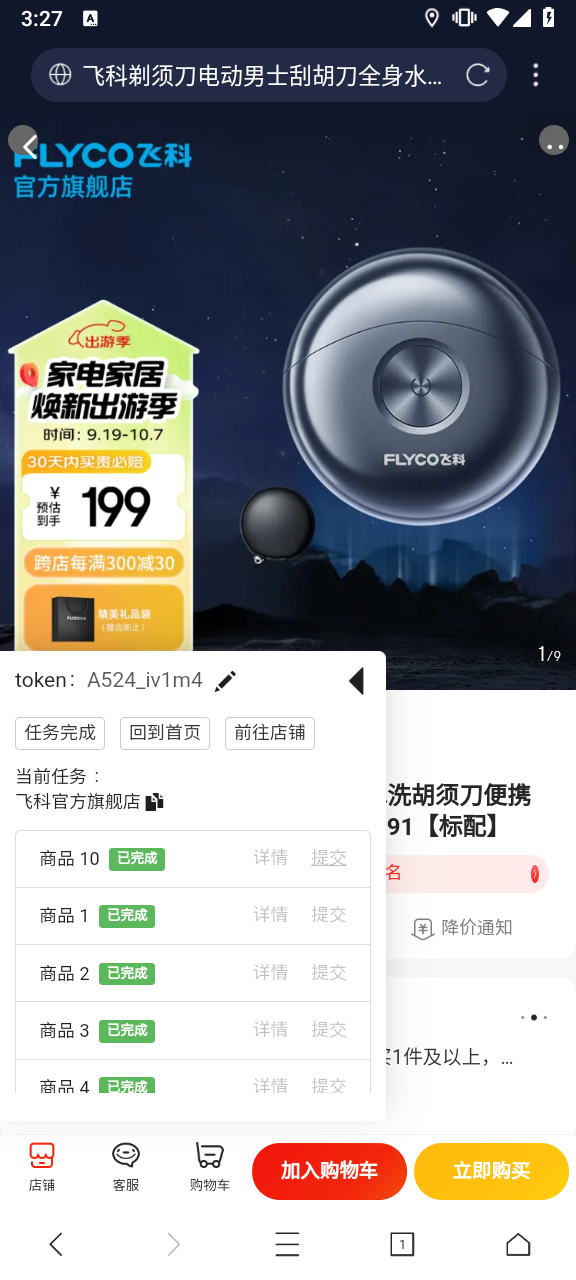 3:27
A
飞科剃须刀电动男士刮胡刀全身水…
FLYCO飞科
官方旗舰店
出游季
家电家居
焕新出游季
时间：9.19-10.7
30天内买贵必赔
¥
预估
到手
199
跨店每满300减30
FLYCO
精美礼品袋
(赠完即止)
FLYCO飞科
1/9
token： A524_iv1m4
任务完成
回到首页
前往店铺
当前任务：
飞科官方旗舰店
商品 10 已完成 详情 提交
商品 1 已完成 详情 提交
商品 2 已完成 详情 提交
商品 3 已完成 详情 提交
商品 4 已完成 详情 提交
洗胡须刀便携
91【标配】
名
降价通知
买1件及以上，…
店铺
客服
购物车
加入购物车
立即购买
1